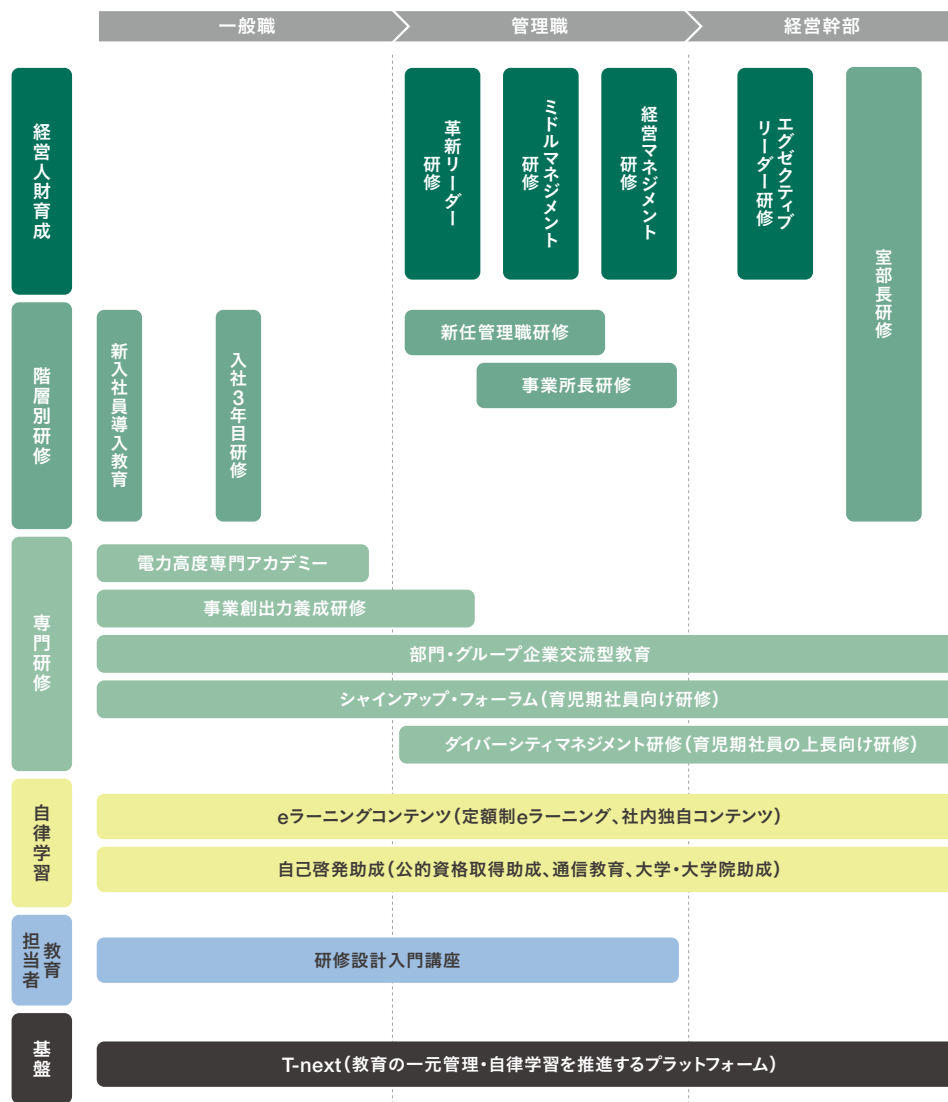 一般職
管理職
経営幹部
経営人財育成
革新リーダー
研修
ミドルマネジメント
研修
経営マネジメント
研修
エグゼクティブ
リーダー研修
室部長研修
階層別研修
新入社員導入教育
入社3年目研修
新任管理職研修
事業所長研修
専門研修
電力高度専門アカデミー
事業創出力養成研修
部門・グループ企業交流型教育
シャインアップ・フォーラム(育児期社員向け研修)
ダイバーシティマネジメント研修(育児期社員の上長向け研修)
自律学習
eラーニングコンテンツ(定額制eラーニング、社内独自コンテンツ)
自己啓発助成(公的資格取得助成、通信教育、大学・大学院助成)
教育
担当者
研修設計入門講座
基盤
T-next(教育の一元管理・自律学習を推進するプラットフォーム)